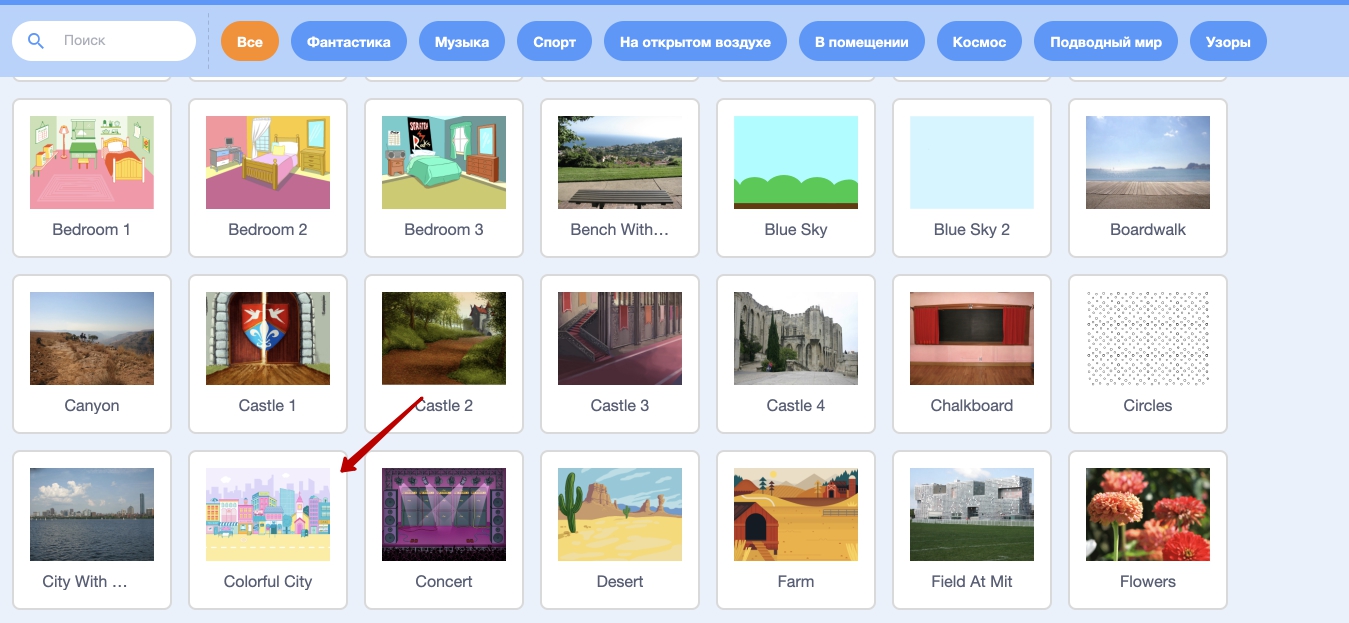 Поиск
Все
Фантастика
Музыка
Спорт
На открытом воздухе
В помещении
Космос
Подводный мир
Узоры
SCRATCH
Bedroom 1
Bedroom 2
Bedroom 3
Bench With…
Blue Sky
Blue Sky 2
Boardwalk
Canyon
Castle 1
Castle 2
Castle 3
Castle 4
Chalkboard
Circles
City With …
Colorful City
Concert
Desert
Farm
Field At Mit
Flowers